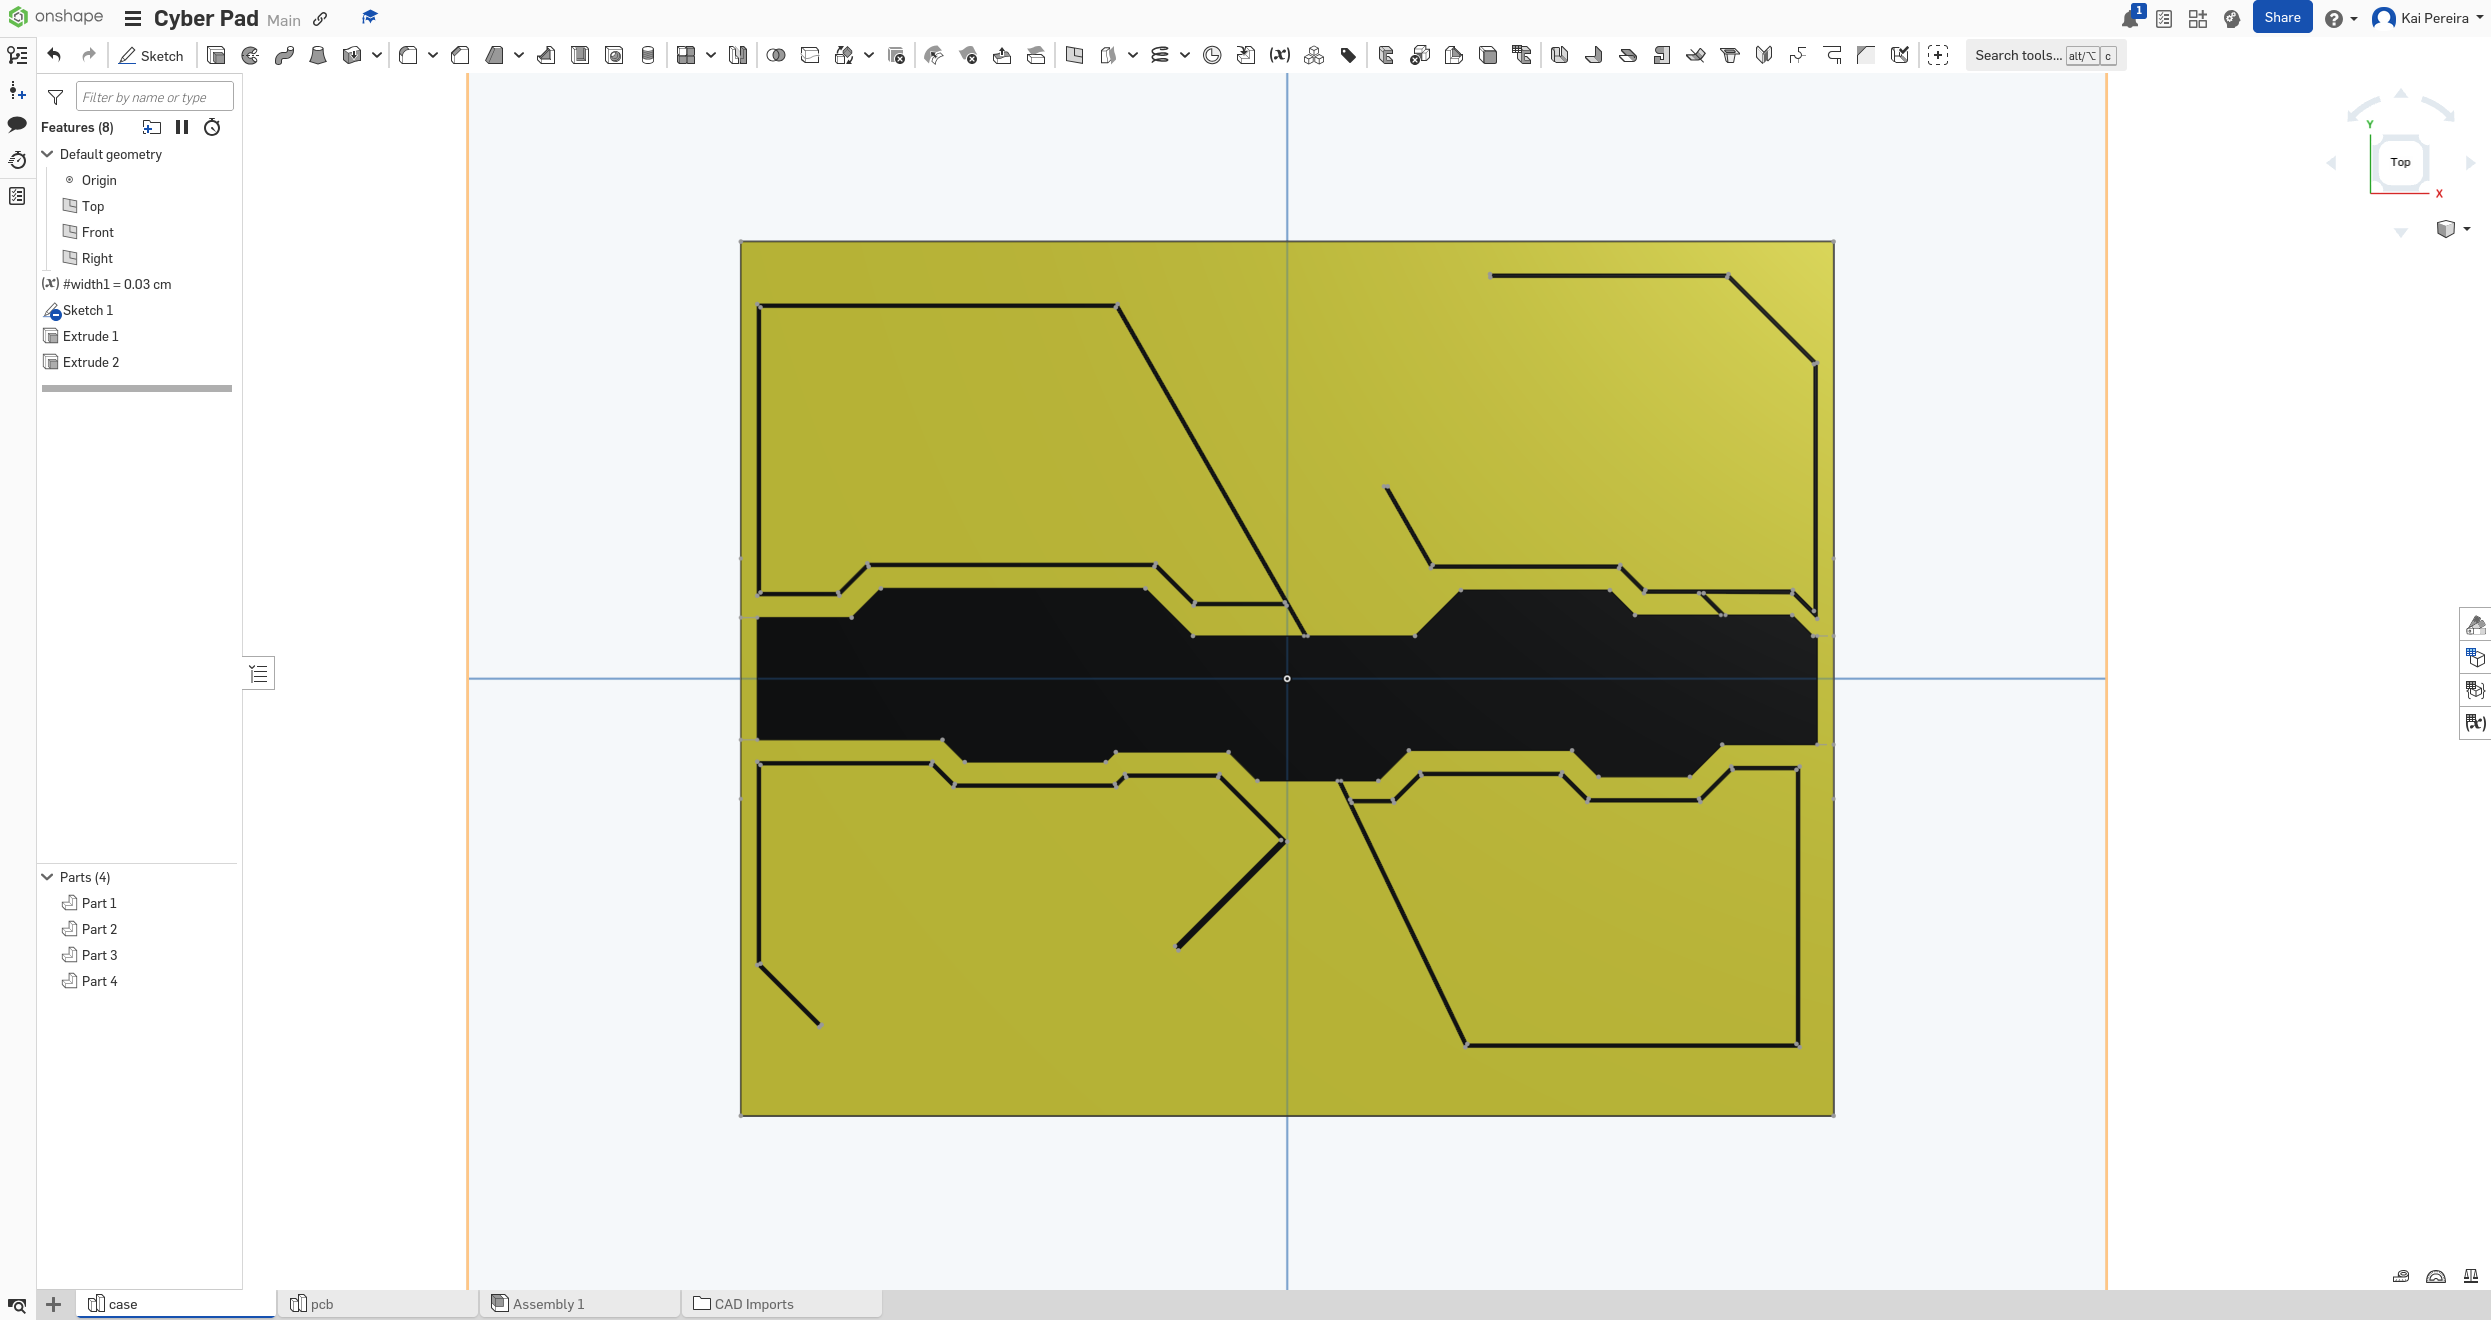 onshape
Cyber Pad Main
1
Share
Kai Pereira
Sketch
Search tools... alt/⌥ c
Filter by name or type
Features (8)
Default geometry
Origin
Top
Front
Right
(x) #width1 = 0.03 cm
Sketch 1
Extrude 1
Extrude 2
Parts (4)
Part 1
Part 2
Part 3
Part 4
Y
Top
X
case
pcb
Assembly 1
CAD Imports